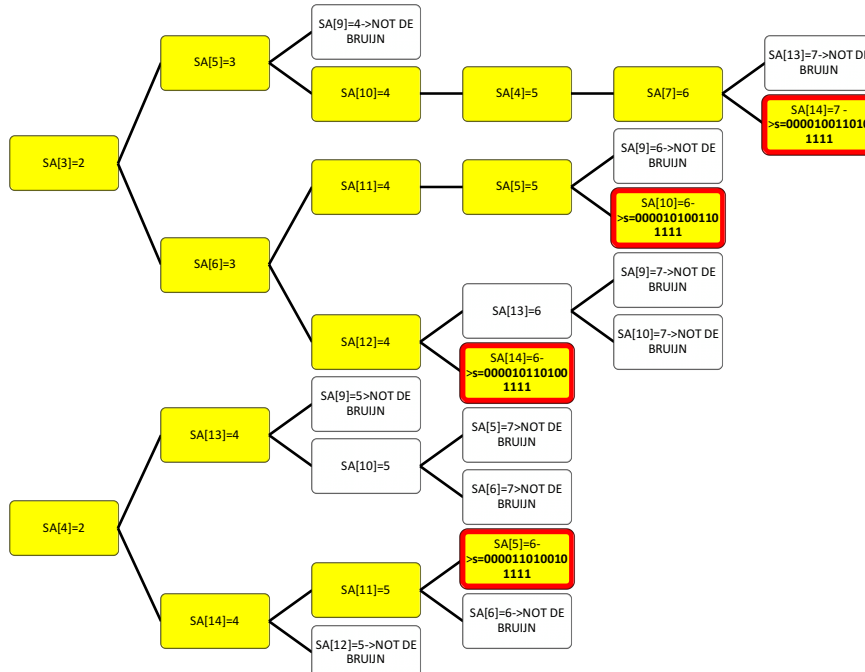 SA[3]=2
SA[5]=3
SA[9]=4->NOT DE
BRUIJN
SA[10]=4
SA[4]=5
SA[7]=6
SA[13]=7->NOT DE
BRUIJN
SA[14]=7 -
>s=000010011010
1111
SA[6]=3
SA[11]=4
SA[5]=5
SA[9]=6->NOT DE
BRUIJN
SA[10]=6-
>s=000010100110
1111
SA[12]=4
SA[13]=6
SA[9]=7->NOT DE
BRUIJN
SA[10]=7->NOT DE
BRUIJN
SA[14]=6-
>s=000010110100
1111
SA[4]=2
SA[13]=4
SA[9]=5>NOT DE
BRUIJN
SA[10]=5
SA[5]=7>NOT DE
BRUIJN
SA[6]=7>NOT DE
BRUIJN
SA[14]=4
SA[11]=5
SA[5]=6-
>s=000011010010
1111
SA[6]=6->NOT DE
BRUIJN
SA[12]=5->NOT DE
BRUIJN